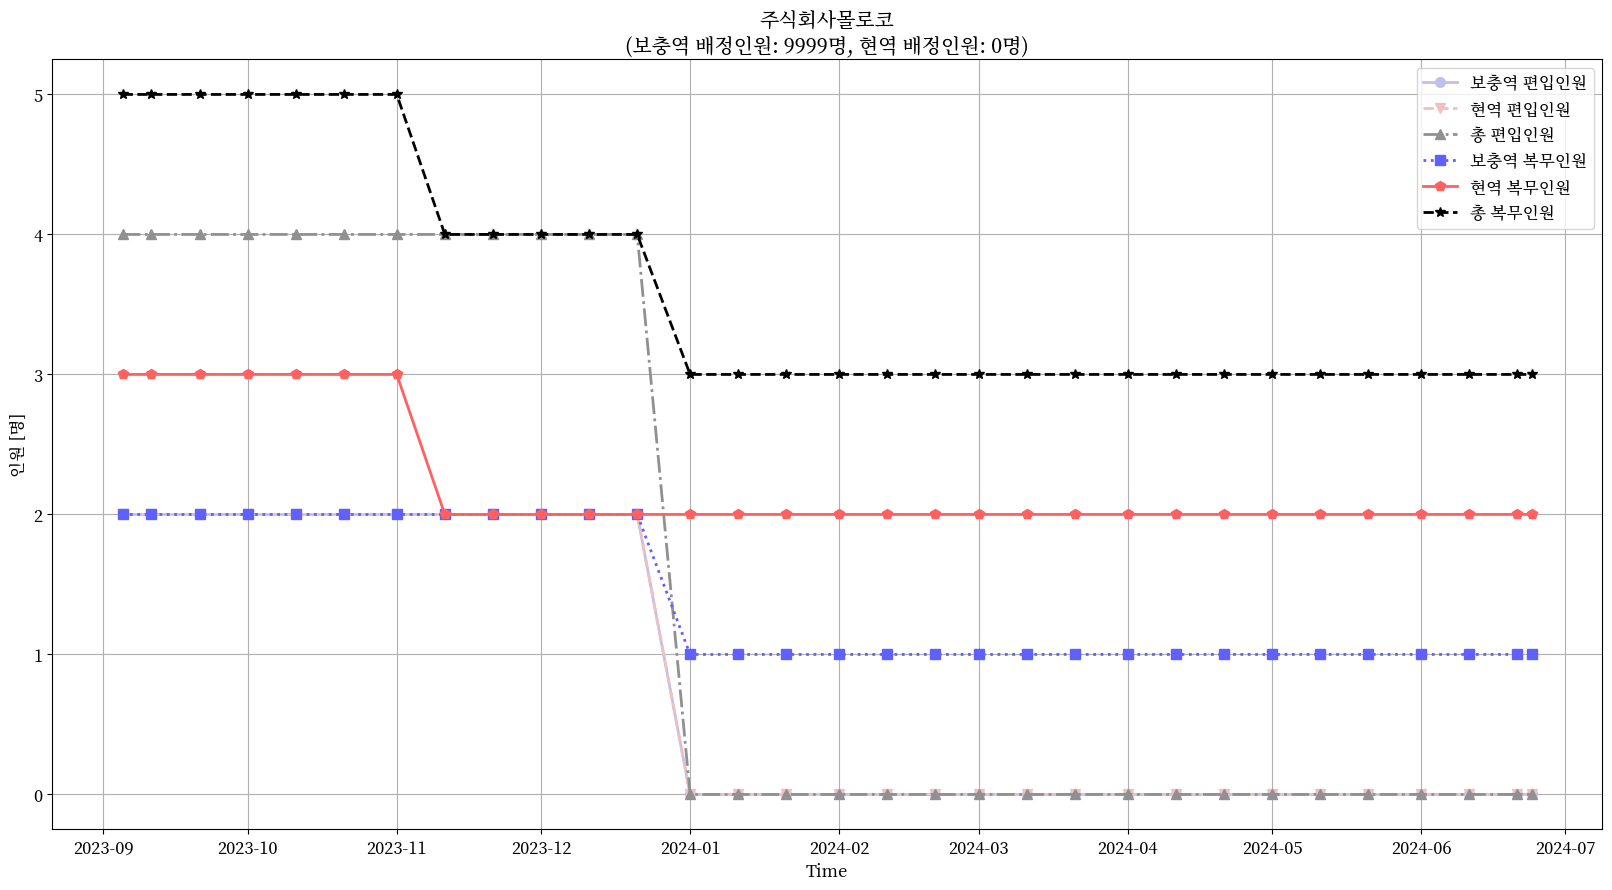 주식회사몰로코
(보충역 배정인원: 9999명, 현역 배정인원: 0명)
보충역 편입인원
현역 편입인원
총 편입인원
보충역 복무인원
현역 복무인원
총 복무인원
5
4
3
2
1
0
인원 [명]
2023-09 2023-10 2023-11 2023-12 2024-01 2024-02 2024-03 2024-04 2024-05 2024-06 2024-07
Time